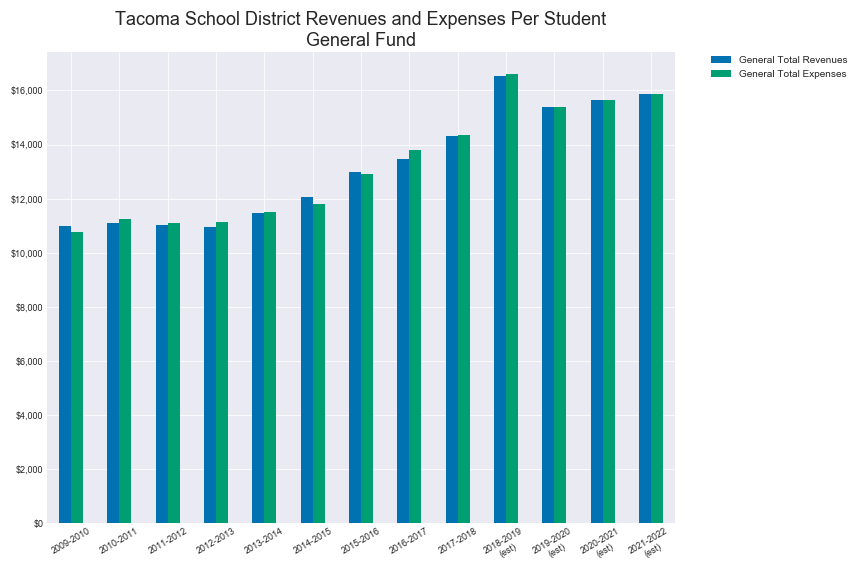 Tacoma School District Revenues and Expenses Per Student
General Fund
General Total Revenues
General Total Expenses
$16,000
$14,000
$12,000
$10,000
$8,000
$6,000
$4,000
$2,000
$0
2009-2010
2010-2011
2011-2012
2012-2013
2013-2014
2014-2015
2015-2016
2016-2017
2017-2018
2018-2019
(est)
2019-2020
(est)
2020-2021
(est)
2021-2022
(est)